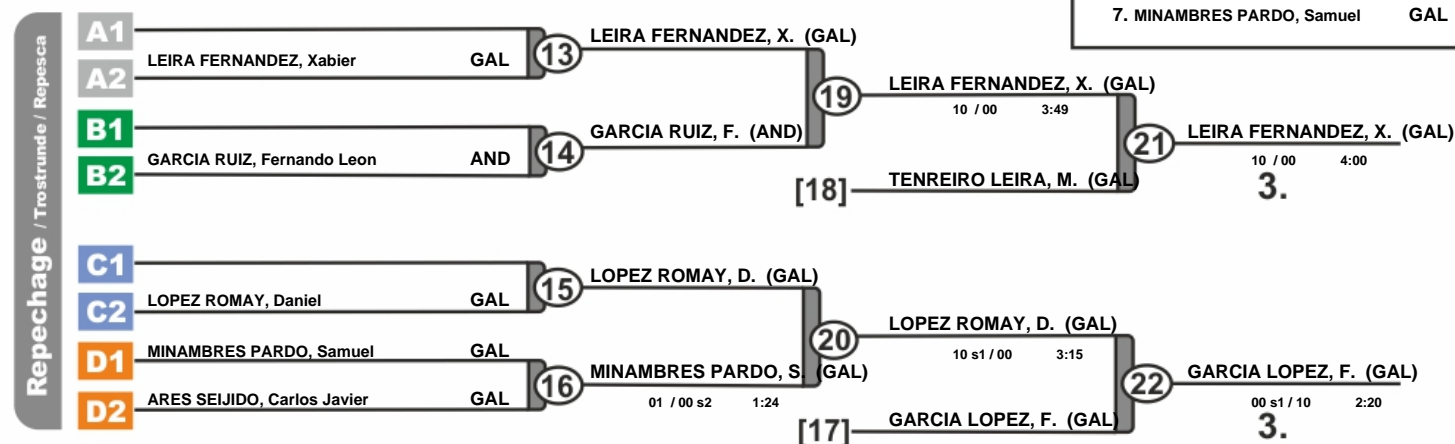 7. MINAMBRES PARDO, Samuel GAL
Repechage / Trostrunde / Repesca
A1
LEIRA FERNANDEZ, Xabier GAL
A2
13
LEIRA FERNANDEZ, X. (GAL)
B1
GARCIA RUIZ, Fernando Leon AND
B2
14
GARCIA RUIZ, F. (AND)
19
LEIRA FERNANDEZ, X. (GAL)
10 / 00 3:49
[18]
TENREIRO LEIRA, M. (GAL)
21
LEIRA FERNANDEZ, X. (GAL)
10 / 00 4:00
3.
C1
LOPEZ ROMAY, Daniel GAL
C2
15
LOPEZ ROMAY, D. (GAL)
D1
MINAMBRES PARDO, Samuel GAL
D2
ARES SEIJIDO, Carlos Javier GAL
16
MINAMBRES PARDO, S. (GAL)
01 / 00 s2 1:24
20
LOPEZ ROMAY, D. (GAL)
10 s1 / 00 3:15
[17]
GARCIA LOPEZ, F. (GAL)
22
GARCIA LOPEZ, F. (GAL)
00 s1 / 10 2:20
3.